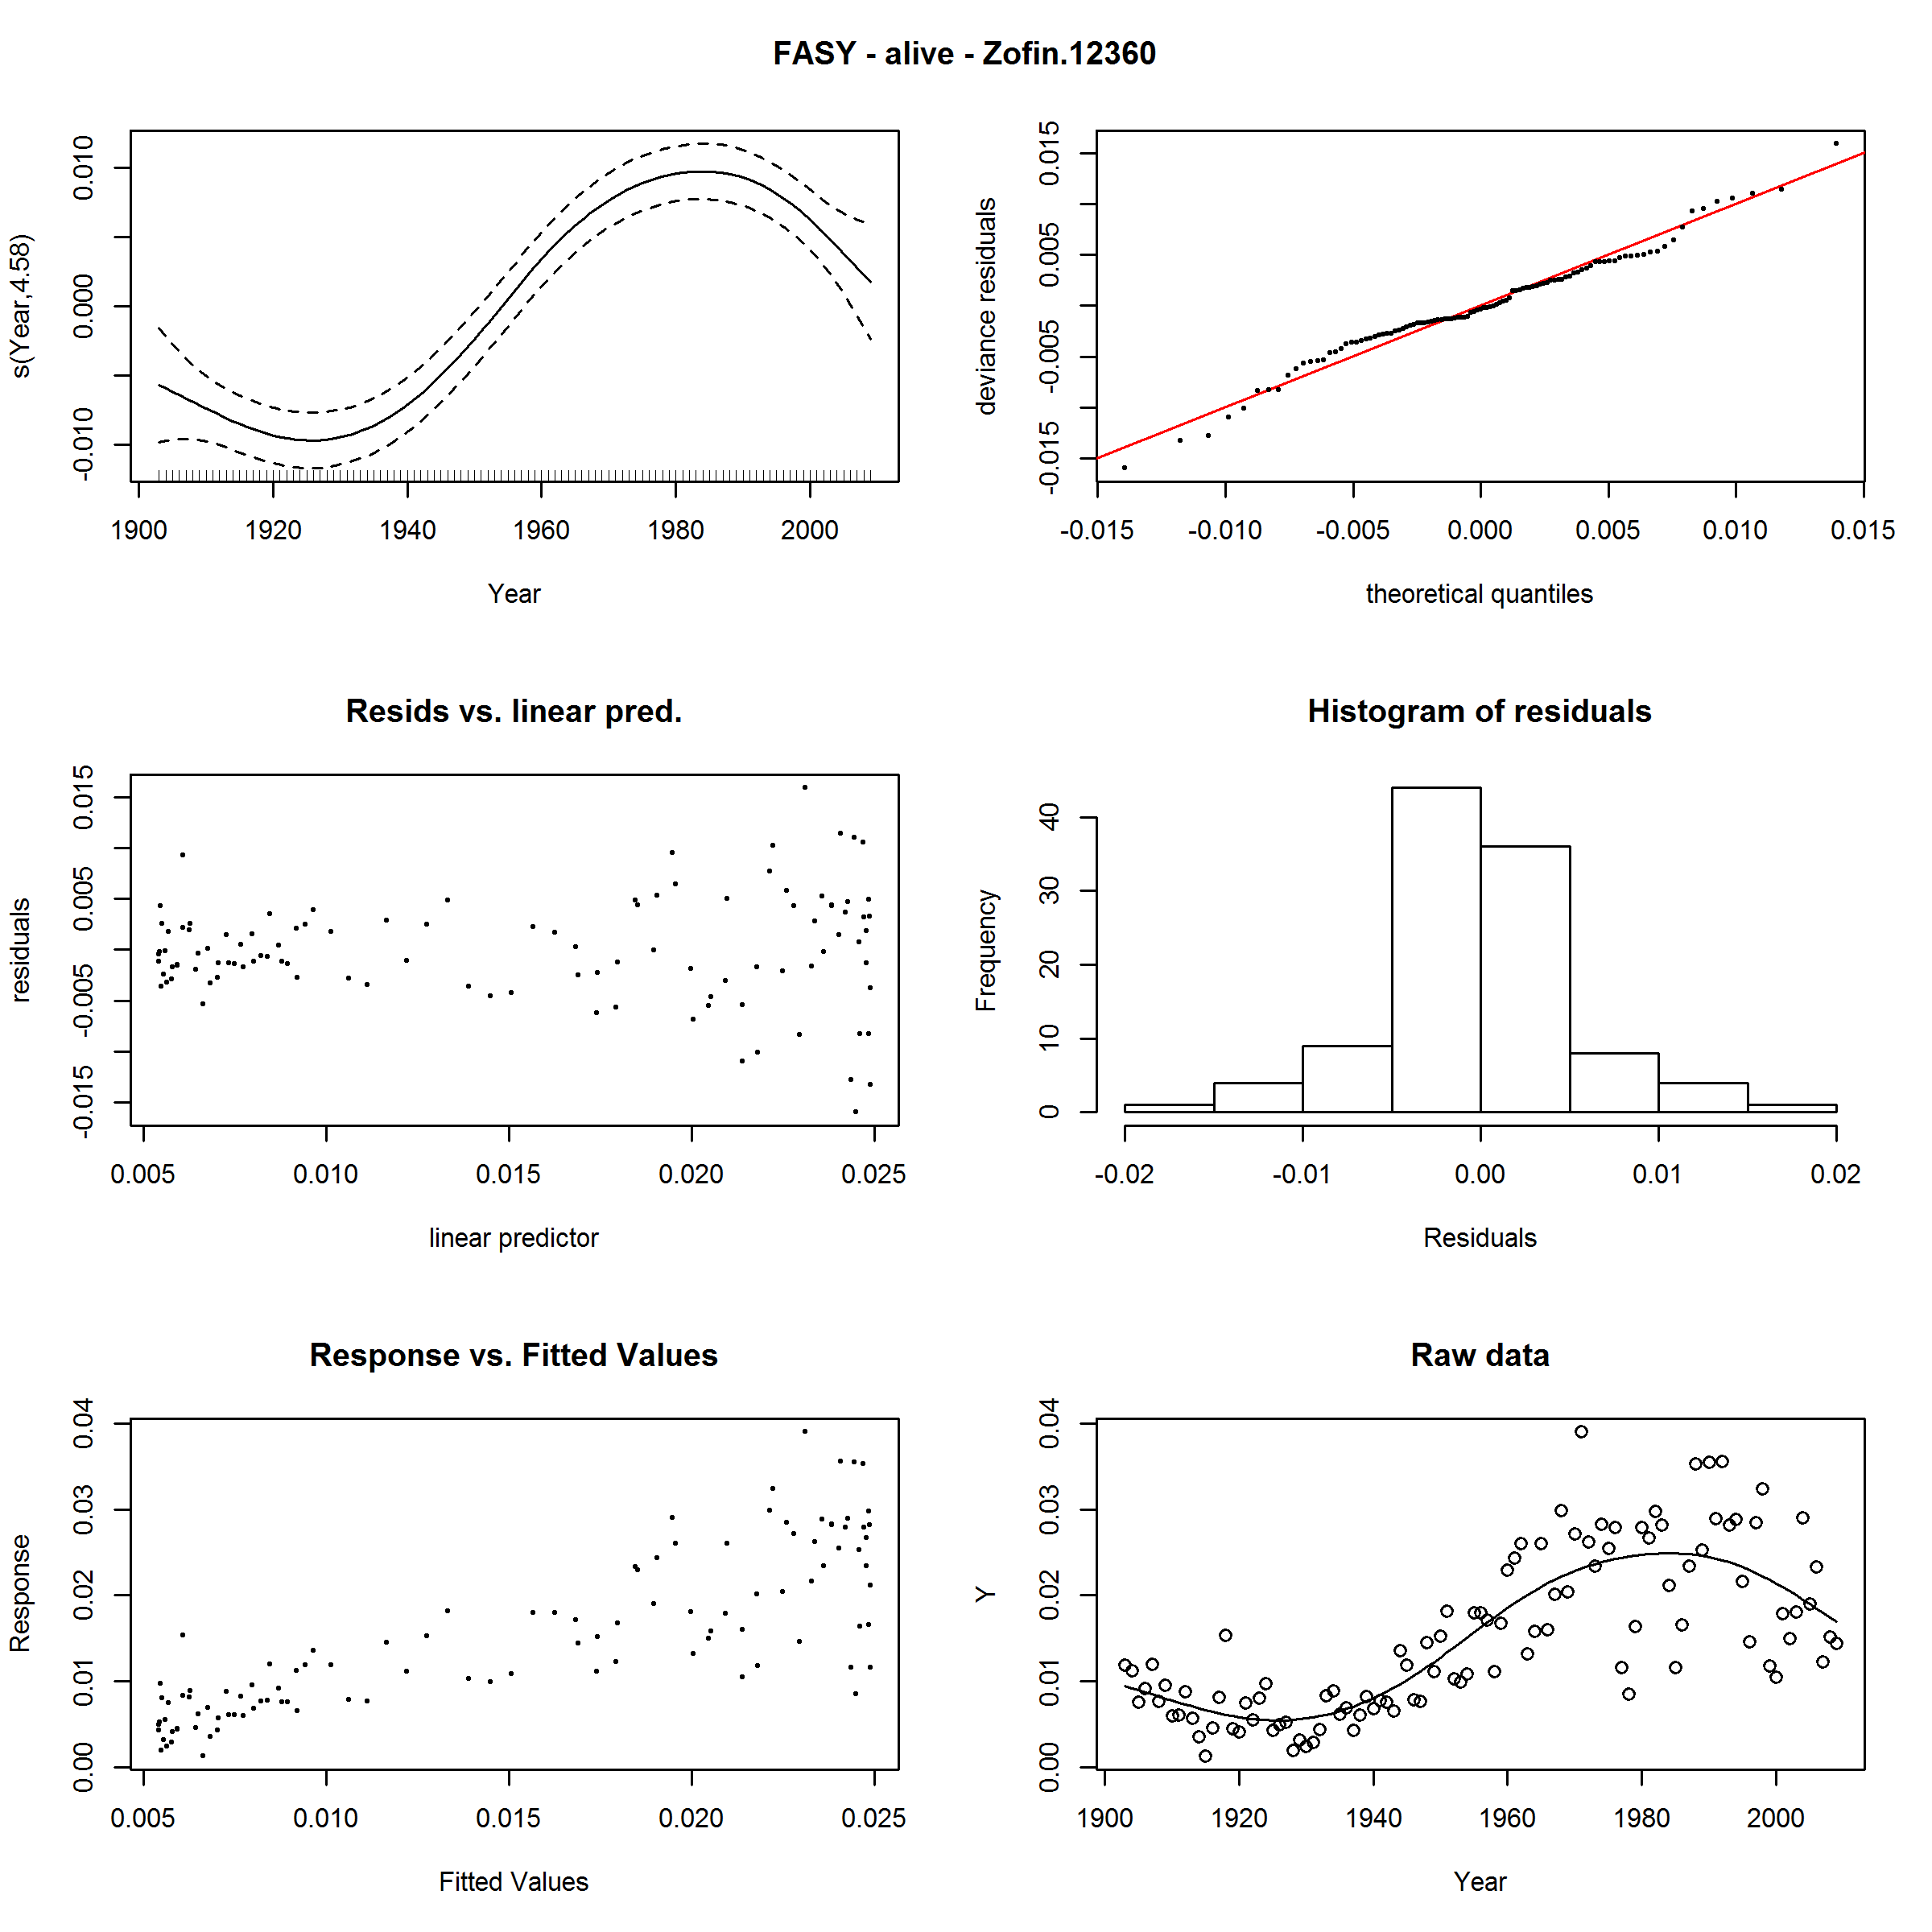 FASY - alive - Zofin.12360
s(Year,4.58)
0.010
0.000
-0.010
1900 1920 1940 1960 1980 2000
Year
deviance residuals
0.015
0.005
-0.005
-0.015
-0.015 -0.010 -0.005 0.000 0.005 0.010 0.015
theoretical quantiles
Resids vs. linear pred.
residuals
0.015
0.005
-0.005
-0.015
0.005 0.010 0.015 0.020 0.025
linear predictor
Histogram of residuals
Frequency
40
30
20
10
0
-0.02 -0.01 0.00 0.01 0.02
Residuals
Response vs. Fitted Values
Response
0.04
0.03
0.02
0.01
0.00
0.005 0.010 0.015 0.020 0.025
Fitted Values
Raw data
Y
0.04
0.03
0.02
0.01
0.00
1900 1920 1940 1960 1980 2000
Year